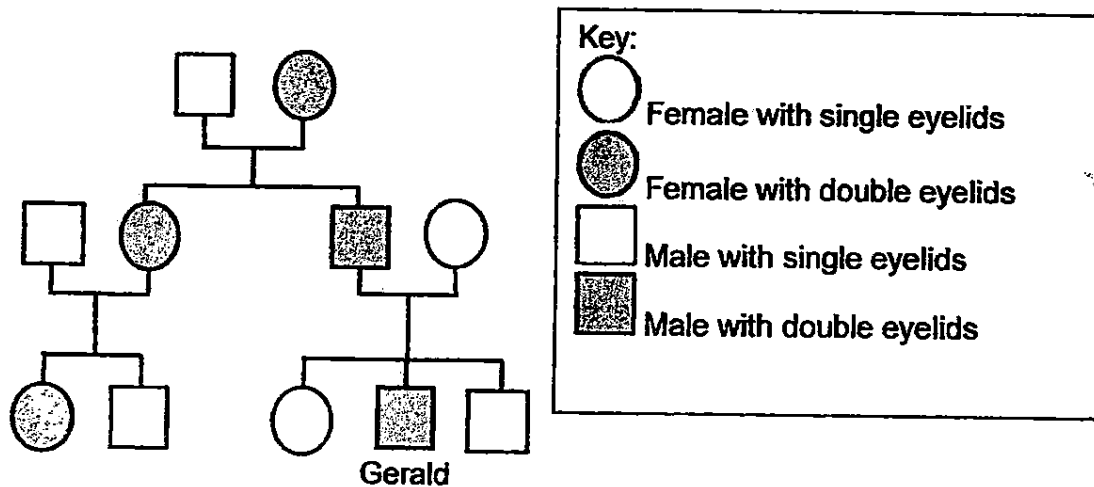 Key:
Female with single eyelids
Female with double eyelids
Male with single eyelids
Male with double eyelids
Gerald